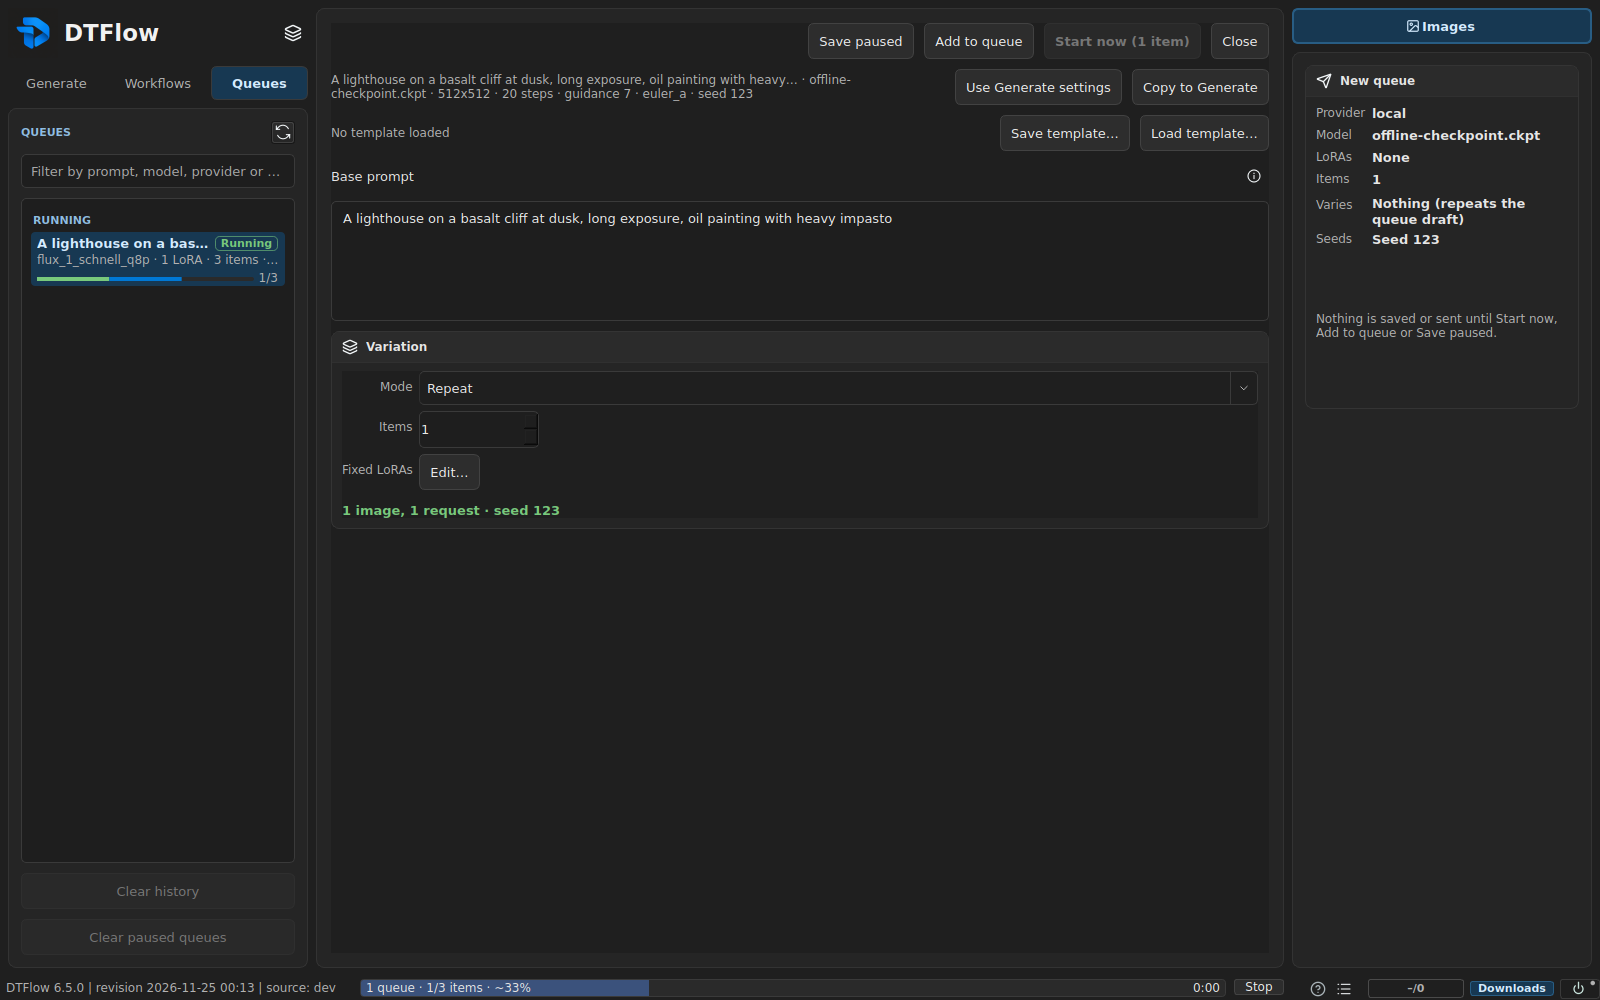 DTFlow
Generate
Workflows
Queues
QUEUES
Filter by prompt, model, provider or ...
RUNNING
A lighthouse on a bas... Running
flux_1_schnell_q8p · 1 LoRA · 3 items ·...
1/3
Clear history
Clear paused queues
Save paused
Add to queue
Start now (1 item)
Close
A lighthouse on a basalt cliff at dusk, long exposure, oil painting with heavy... · offline-
checkpoint.ckpt · 512x512 · 20 steps · guidance 7 · euler_a · seed 123
Use Generate settings
Copy to Generate
No template loaded
Save template...
Load template...
Base prompt
A lighthouse on a basalt cliff at dusk, long exposure, oil painting with heavy impasto
Variation
Mode Repeat
Items 1
Fixed LoRAs Edit...
1 image, 1 request · seed 123
Images
New queue
Provider local
Model offline-checkpoint.ckpt
LoRAs None
Items 1
Varies Nothing (repeats the
queue draft)
Seeds Seed 123
Nothing is saved or sent until Start now,
Add to queue or Save paused.
DTFlow 6.5.0 | revision 2026-11-25 00:13 | source: dev
1 queue · 1/3 items · ~33%
0:00
Stop
-/0
Downloads